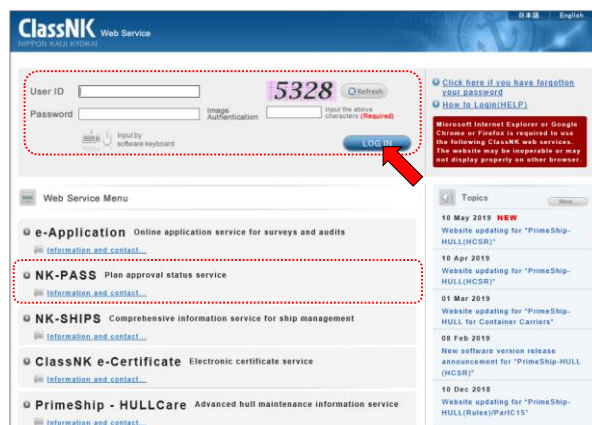 日本語 English
ClassNK Web Service
NIPPON KAIJI KYOKAI
User ID
5328
Refresh
Password
Image
Authentication
Input the above
characters (Required)
Input by
software keyboard
LOG IN
Click here if you have forgotton
your password
How to Login(HELP)
Microsoft Internet Explorer or Google
Chrome or Firefox is required to use
the following ClassNK web services.
The website may be inoperable or may
not display properly on other browser.
Web Service Menu
e-Application Online application service for surveys and audits
Information and contact...
NK-PASS Plan approval status service
Information and contact...
NK-SHIPS Comprehensive information service for ship management
Information and contact...
ClassNK e-Certificate Electronic certificate service
Information and contact...
PrimeShip - HULLCare Advanced hull maintenance information service
Information and contact...
Topics
More...
10 May 2019 NEW
Website updating for "PrimeShip-
HULL(HCSR)"
10 Apr 2019
Website updating for "PrimeShip-
HULL(HCSR)"
01 Mar 2019
Website updating for "PrimeShip-
HULL for Container Carriers"
08 Feb 2019
New software version release
announcement for "PrimeShip-HULL
(HCSR)"
10 Dec 2018
Website updating for "PrimeShip-
HULL(Rules)/PartC15"